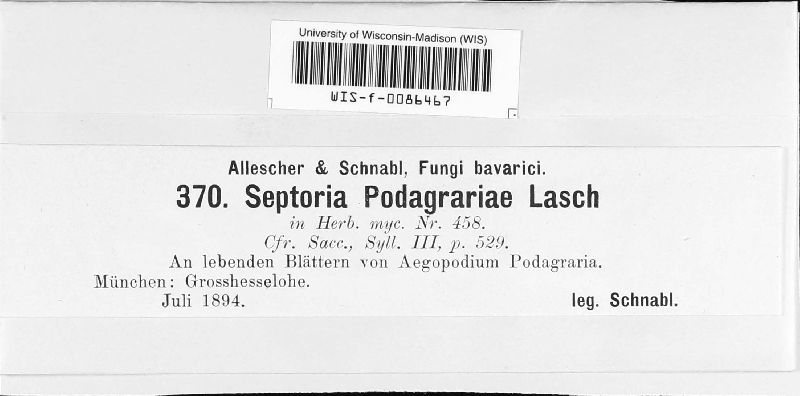 University of Wisconsin-Madison (WIS)
WIS-f-0086467
Allescher & Schnabl, Fungi bavarici.
370. Septoria Podagrariae Lasch
in Herb. myc. Nr. 458.
Cfr. Sacc., Syll. III, p. 529.
An lebenden Blättern von Aegopodium Podagraria.
München: Grosshesselohe.
Juli 1894.
leg. Schnabl.